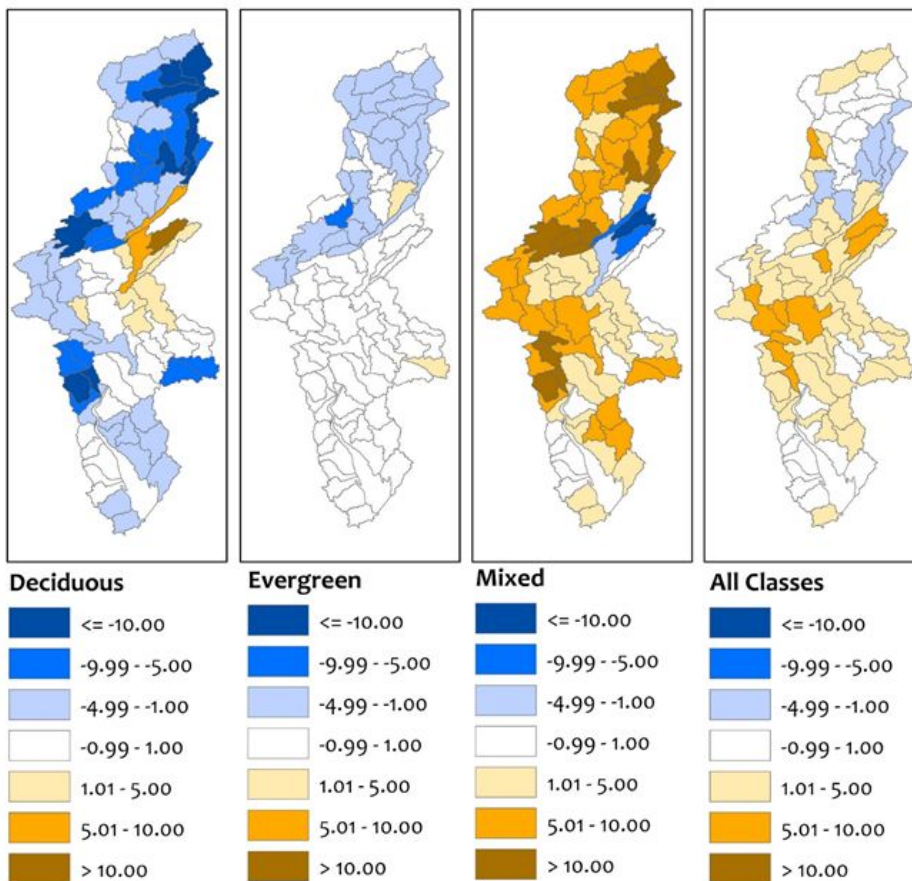 Deciduous
<= -10.00
-9.99 - -5.00
-4.99 - -1.00
-0.99 - 1.00
1.01 - 5.00
5.01 - 10.00
> 10.00
Evergreen
<= -10.00
-9.99 - -5.00
-4.99 - -1.00
-0.99 - 1.00
1.01 - 5.00
5.01 - 10.00
> 10.00
Mixed
<= -10.00
-9.99 - -5.00
-4.99 - -1.00
-0.99 - 1.00
1.01 - 5.00
5.01 - 10.00
> 10.00
All Classes
<= -10.00
-9.99 - -5.00
-4.99 - -1.00
-0.99 - 1.00
1.01 - 5.00
5.01 - 10.00
> 10.00